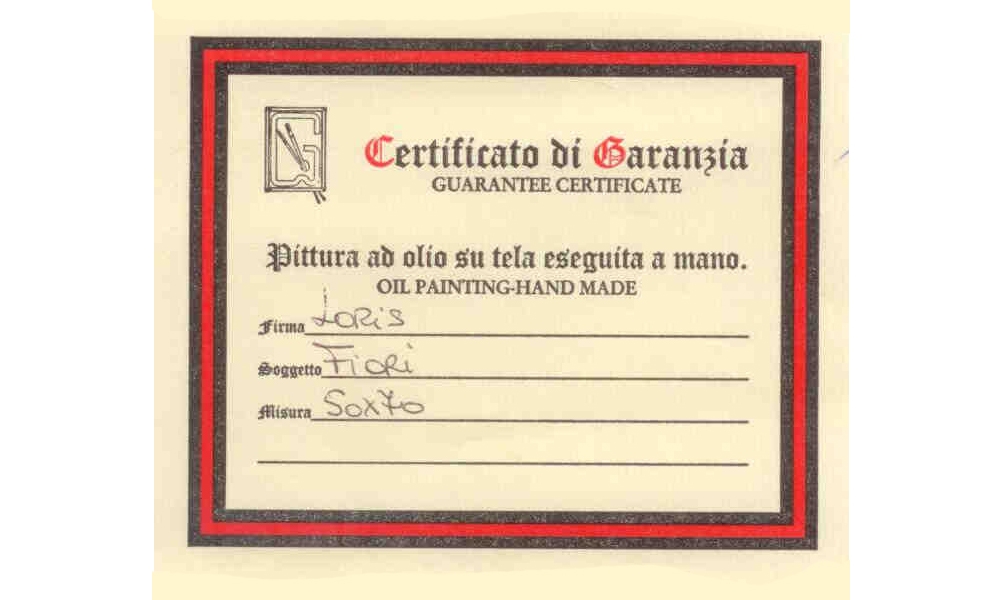 Certificato di Garanzia
GUARANTEE CERTIFICATE
Pittura ad olio su tela eseguita a mano.
OIL PAINTING-HAND MADE
Firma Loris
Soggetto Fiori
Misura 50x70